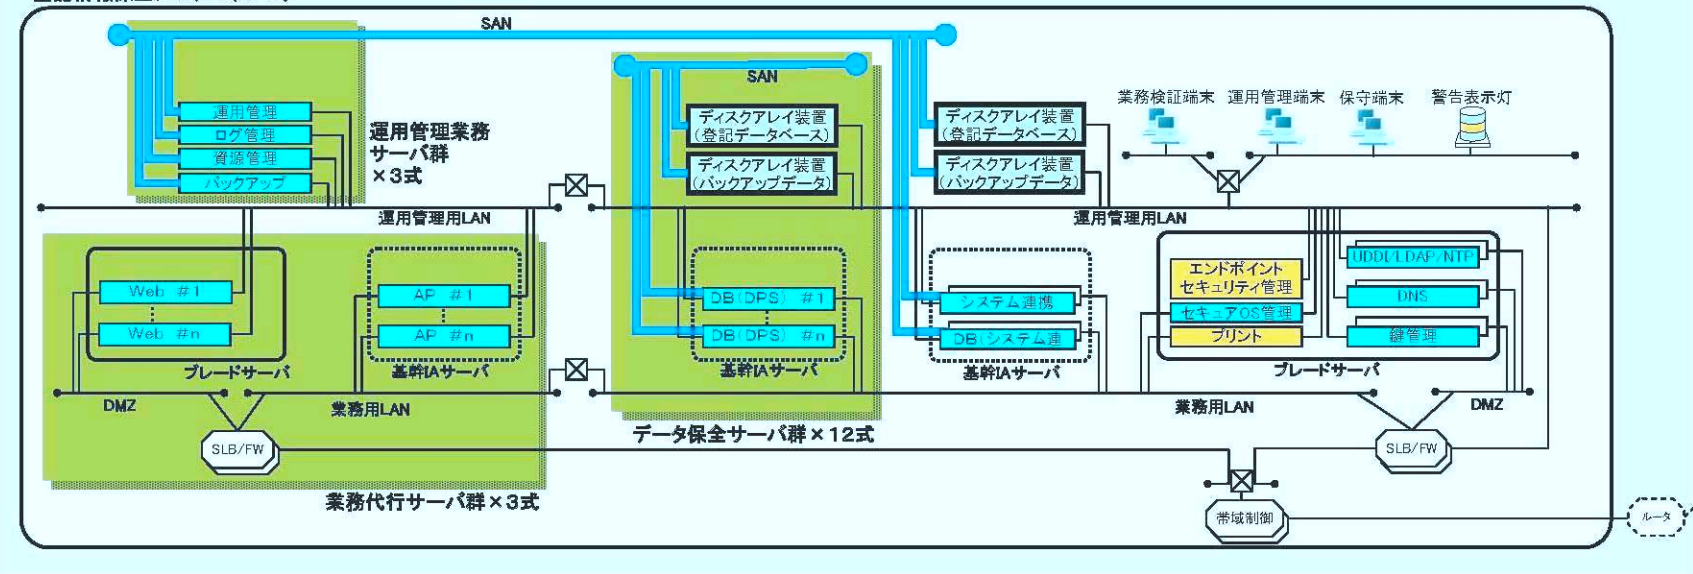 SAN
SAN
運用管理
ログ管理
資源管理
バックアップ
運用管理業務
サーバ群
×3式
ディスクアレイ装置
(登記データベース)
ディスクアレイ装置
(バックアップデータ)
ディスクアレイ装置
(登記データベース)
ディスクアレイ装置
(バックアップデータ)
業務検証端末
運用管理端末
保守端末
警告表示灯
運用管理用LAN
運用管理用LAN
Web #1
Web #n
ブレードサーバ
AP #1
AP #n
基幹IAサーバ
DB(DPS) #1
DB(DPS) #n
基幹IAサーバ
システム連携
DB(システム連
基幹IAサーバ
エンドポイント
セキュリティ管理
セキュアOS管理
プリント
UDDI/LDAP/NTP
DNS
鍵管理
ブレードサーバ
DMZ
業務用LAN
業務用LAN
DMZ
SLB/FW
データ保全サーバ群×12式
SLB/FW
業務代行サーバ群×3式
帯域制御
ルータ